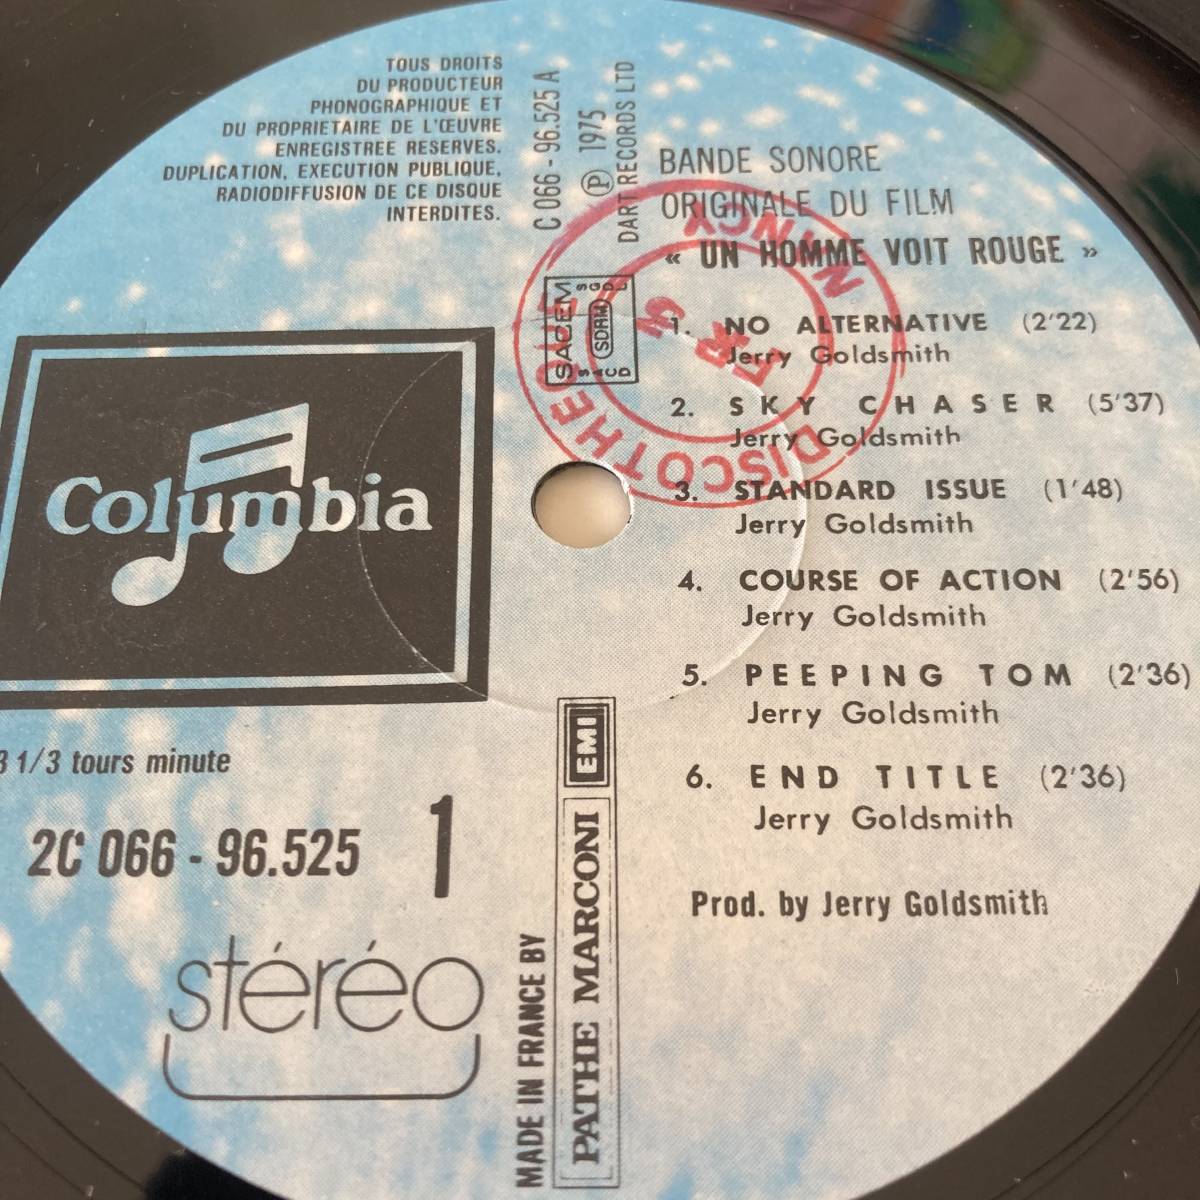 TOUS DROITS
DU PRODUCTEUR
PHONOGRAPHIQUE ET
DU PROPRIETAIRE DE L'ŒUVRE
ENREGISTREE RESERVES.
DUPLICATION, EXECUTION PUBLIQUE,
RADIODIFFUSION DE CE DISQUE
INTERDITES.
C 066 - 96.525 A
Ⓟ 1975
DART RECORDS LTD
BANDE SONORE
ORIGINALE DU FILM
« UN HOMME VOIT ROUGE »
SACEM
SDRM
SACD
SGDL
DISCOTHEQUE
NANCY
1. NO ALTERNATIVE (2'22)
Jerry Goldsmith
2. SKY CHASER (5'37)
Jerry Goldsmith
3. STANDARD ISSUE (1'48)
Jerry Goldsmith
4. COURSE OF ACTION (2'56)
Jerry Goldsmith
5. PEEPING TOM (2'36)
Jerry Goldsmith
6. END TITLE (2'36)
Jerry Goldsmith
Prod. by Jerry Goldsmith
Columbia
3 1/3 tours minute
2C 066 - 96.525
1
stéréo
MADE IN FRANCE BY
PATHE MARCONI
EMI